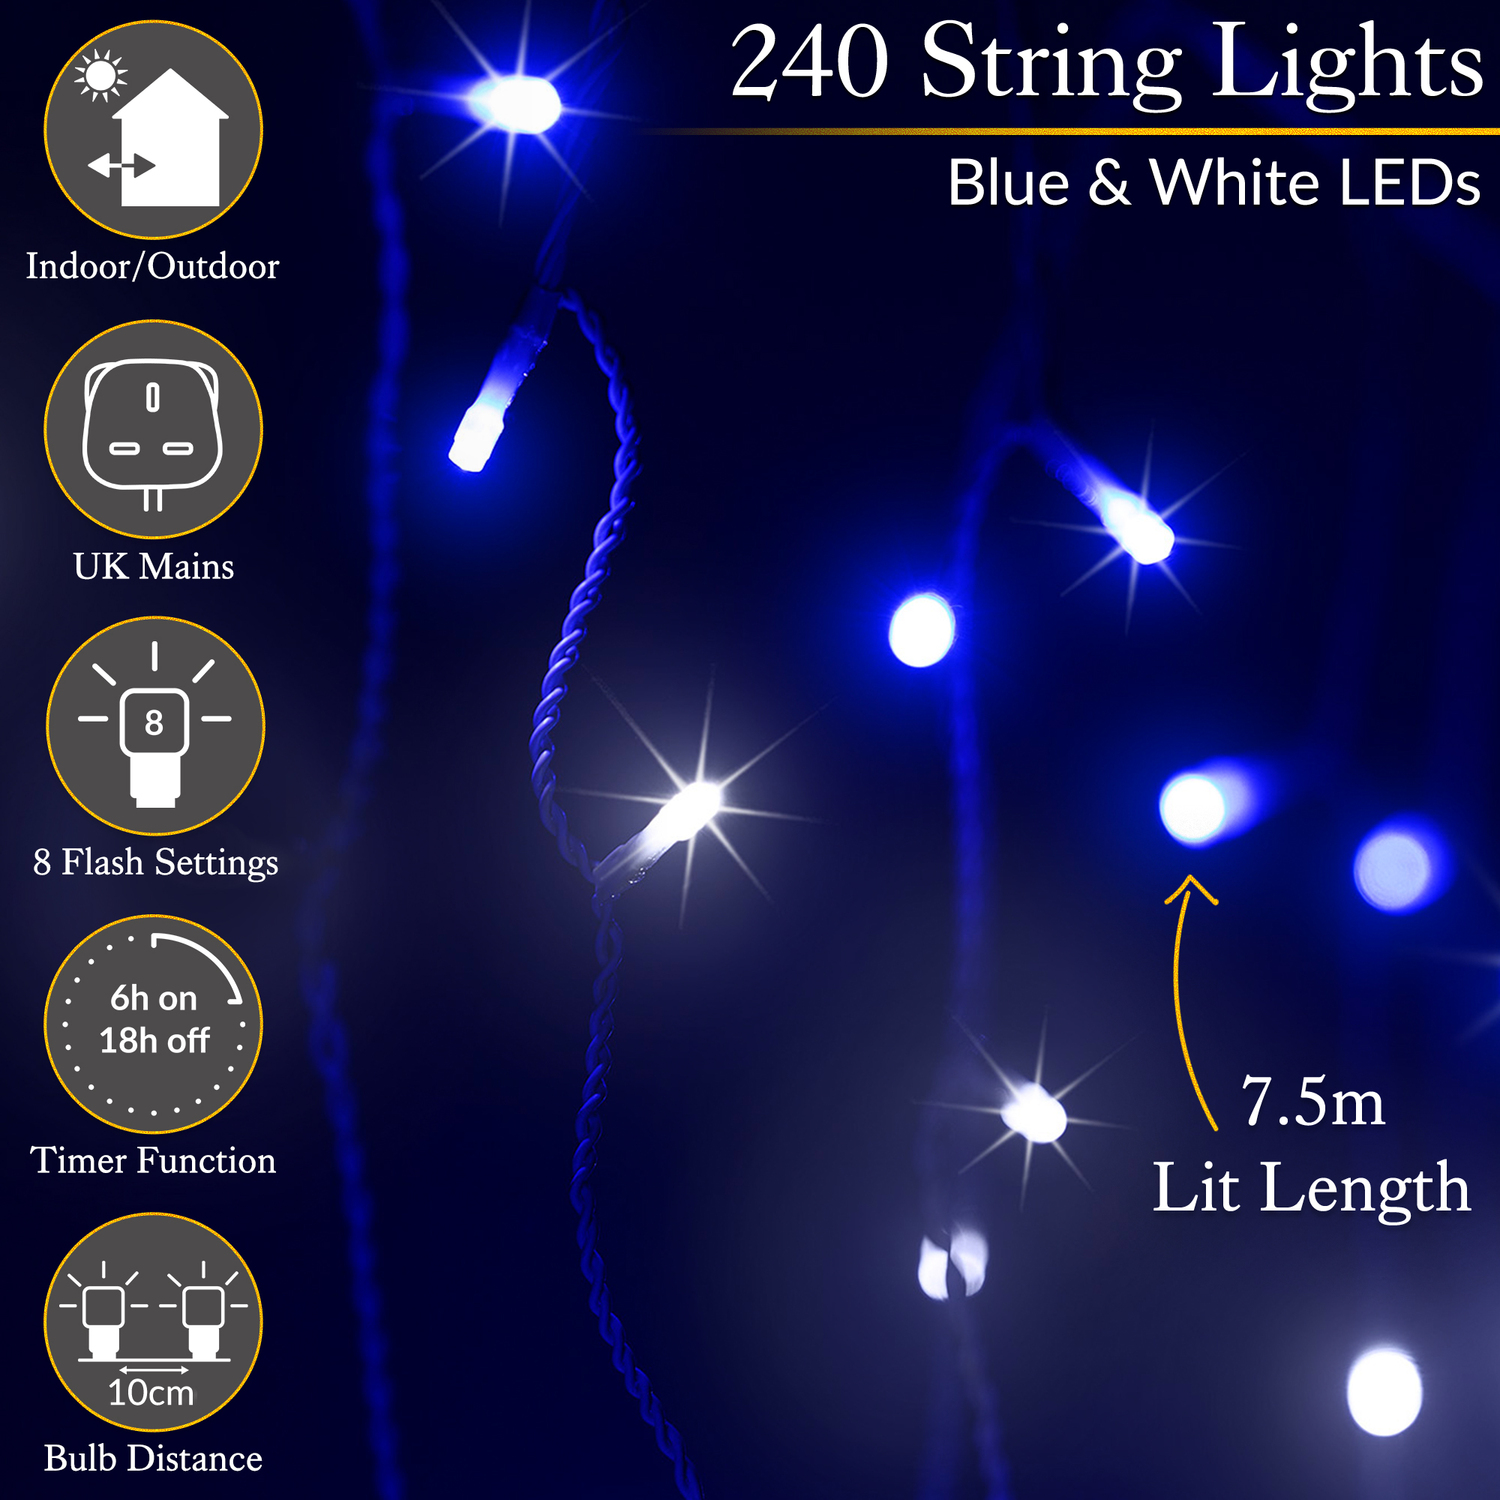 240 String Lights
Blue & White LEDs
Indoor/Outdoor
UK Mains
8
8 Flash Settings
6h on
18h off
Timer Function
10cm
Bulb Distance
7.5m
Lit Length